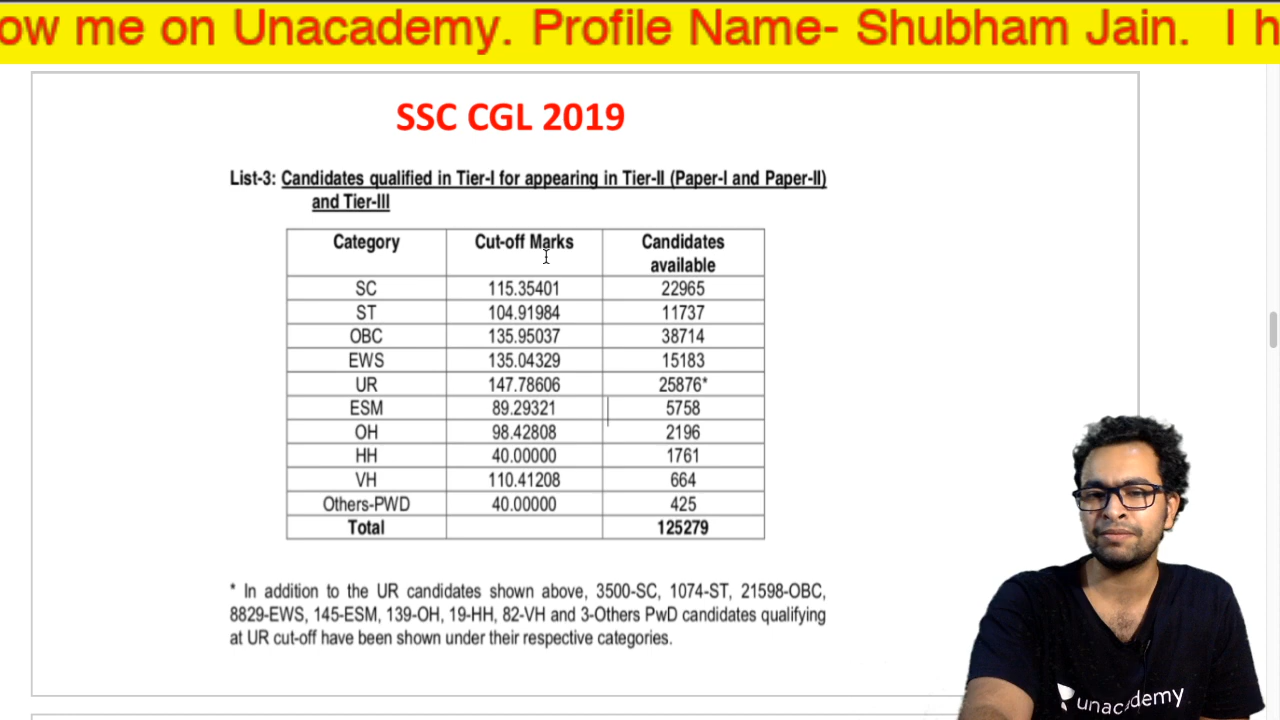 ow me on Unacademy. Profile Name- Shubham Jain. I h
SSC CGL 2019
List-3: Candidates qualified in Tier-I for appearing in Tier-II (Paper-I and Paper-II)
and Tier-III
Category Cut-off Marks Candidates available
SC 115.35401 22965
ST 104.91984 11737
OBC 135.95037 38714
EWS 135.04329 15183
UR 147.78606 25876*
ESM 89.29321 5758
OH 98.42808 2196
HH 40.00000 1761
VH 110.41208 664
Others-PWD 40.00000 425
Total 125279
* In addition to the UR candidates shown above, 3500-SC, 1074-ST, 21598-OBC,
8829-EWS, 145-ESM, 139-OH, 19-HH, 82-VH and 3-Others PwD candidates qualifying
at UR cut-off have been shown under their respective categories.
unacademy